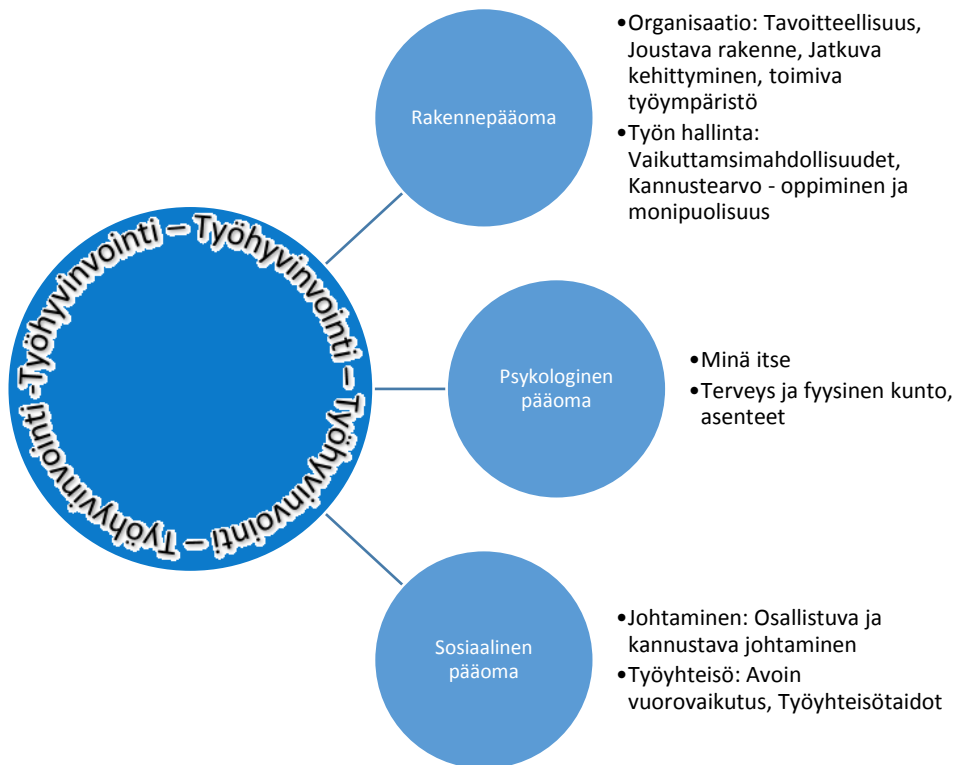 Työhyvinvointi – Työhyvinvointi – Työhyvinvointi – Työhyvinvointi -
Rakennepääoma
•Organisaatio: Tavoitteellisuus,
Joustava rakenne, Jatkuva
kehittyminen, toimiva
työympäristö
•Työn hallinta:
Vaikuttamsimahdollisuudet,
Kannustearvo - oppiminen ja
monipuolisuus
Psykologinen
pääoma
•Minä itse
•Terveys ja fyysinen kunto,
asenteet
Sosiaalinen
pääoma
•Johtaminen: Osallistuva ja
kannustava johtaminen
•Työyhteisö: Avoin
vuorovaikutus, Työyhteisötaidot